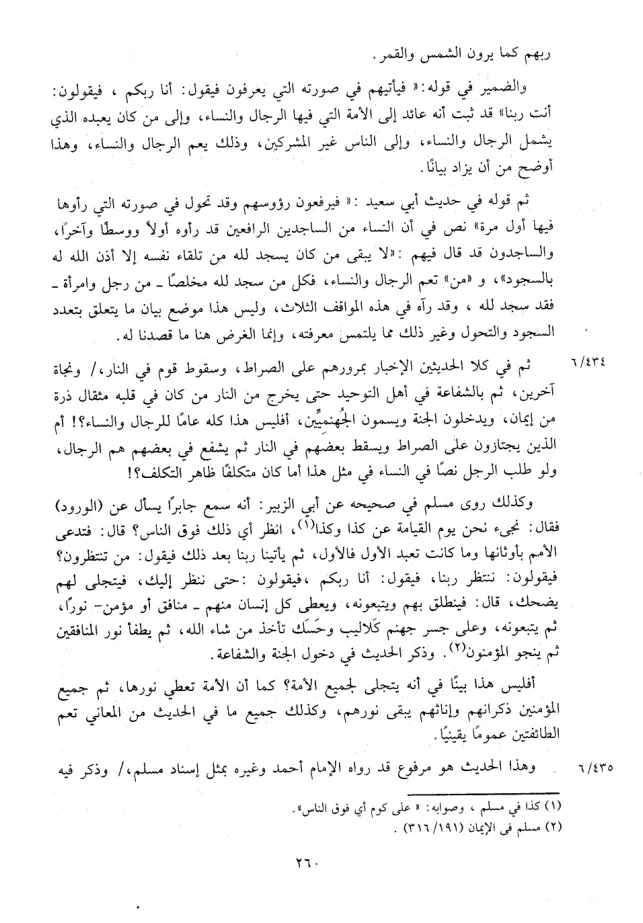 ربهم كما يرون الشمس والقمر .
والضمير في قوله: « فيأتيهم في صورته التي يعرفون فيقول: أنا ربكم ، فيقولون:
أنت ربنا» قد ثبت أنه عائد إلى الأمة التي فيها الرجال والنساء، وإلى من كان يعبده الذي
يشمل الرجال والنساء، وإلى الناس غير المشركين، وذلك يعم الرجال والنساء، وهذا
أوضح من أن يزاد بيانًا.
ثم قوله في حديث أبي سعيد :« فيرفعون رؤوسهم وقد تحول في صورته التي رأوها
فيها أول مرة» نص في أن النساء من الساجدين الرافعين قد رأوه أولاً ووسطًا وآخرًا،
والساجدون قد قال فيهم :«لا يبقى من كان يسجد لله من تلقاء نفسه إلا أذن الله له
بالسجود» ، و «من» تعم الرجال والنساء، فكل من سجد لله مخلصًا ـ من رجل وامرأة ـ
فقد سجد لله ، وقد رآه في هذه المواقف الثلاث، وليس هذا موضع بيان ما يتعلق بتعدد
السجود والتحول وغير ذلك مما يلتمس معرفته، وإنما الغرض هنا ما قصدنا له.
٦/٤٣٤ ثم في كلا الحديثين الإخبار بمرورهم على الصراط، وسقوط قوم في النار،/ ونجاة
آخرين، ثم بالشفاعة في أهل التوحيد حتى يخرج من النار من كان في قلبه مثقال ذرة
من إيمان، ويدخلون الجنة ويسمون الجُهنميِّين، أفليس هذا كله عامًا للرجال والنساء؟! أم
الذين يجتازون على الصراط ويسقط بعضهم في النار ثم يشفع في بعضهم هم الرجال،
ولو طلب الرجل نصًا في النساء في مثل هذا أما كان متكلفًا ظاهر التكلف؟!
وكذلك روى مسلم في صحيحه عن أبي الزبير: أنه سمع جابرًا يسأل عن (الورود)
فقال: نجيء نحن يوم القيامة عن كذا وكذا(١)، انظر أي ذلك فوق الناس؟ قال: فتدعى
الأمم بأوثانها وما كانت تعبد الأول فالأول، ثم يأتينا ربنا بعد ذلك فيقول: من تنتظرون؟
فيقولون: ننتظر ربنا، فيقول: أنا ربكم ،فيقولون :حتى ننظر إليك، فيتجلى لهم
يضحك، قال: فينطلق بهم ويتبعونه، ويعطى كل إنسان منهم ـ منافق أو مؤمن- نورًا،
ثم يتبعونه، وعلى جسر جهنم كَلاليب وحَسَك تأخذ من شاء الله، ثم يطفأ نور المنافقين
ثم ينجو المؤمنون(٢). وذكر الحديث في دخول الجنة والشفاعة.
أفليس هذا بينًا في أنه يتجلى لجميع الأمة؟ كما أن الأمة تعطي نورها، ثم جميع
المؤمنين ذكرانهم وإناثهم يبقى نورهم، وكذلك جميع ما في الحديث من المعاني تعم
الطائفتين عمومًا يقينيًا.
٦/٤٣٥ وهذا الحديث هو مرفوع قد رواه الإمام أحمد وغيره بمثل إسناد مسلم،/ وذكر فيه
(١) كذا في مسلم ، وصوابه: « على كوم أي فوق الناس».
(٢) مسلم في الإيمان (٣١٦/١٩١) .
٢٦٠